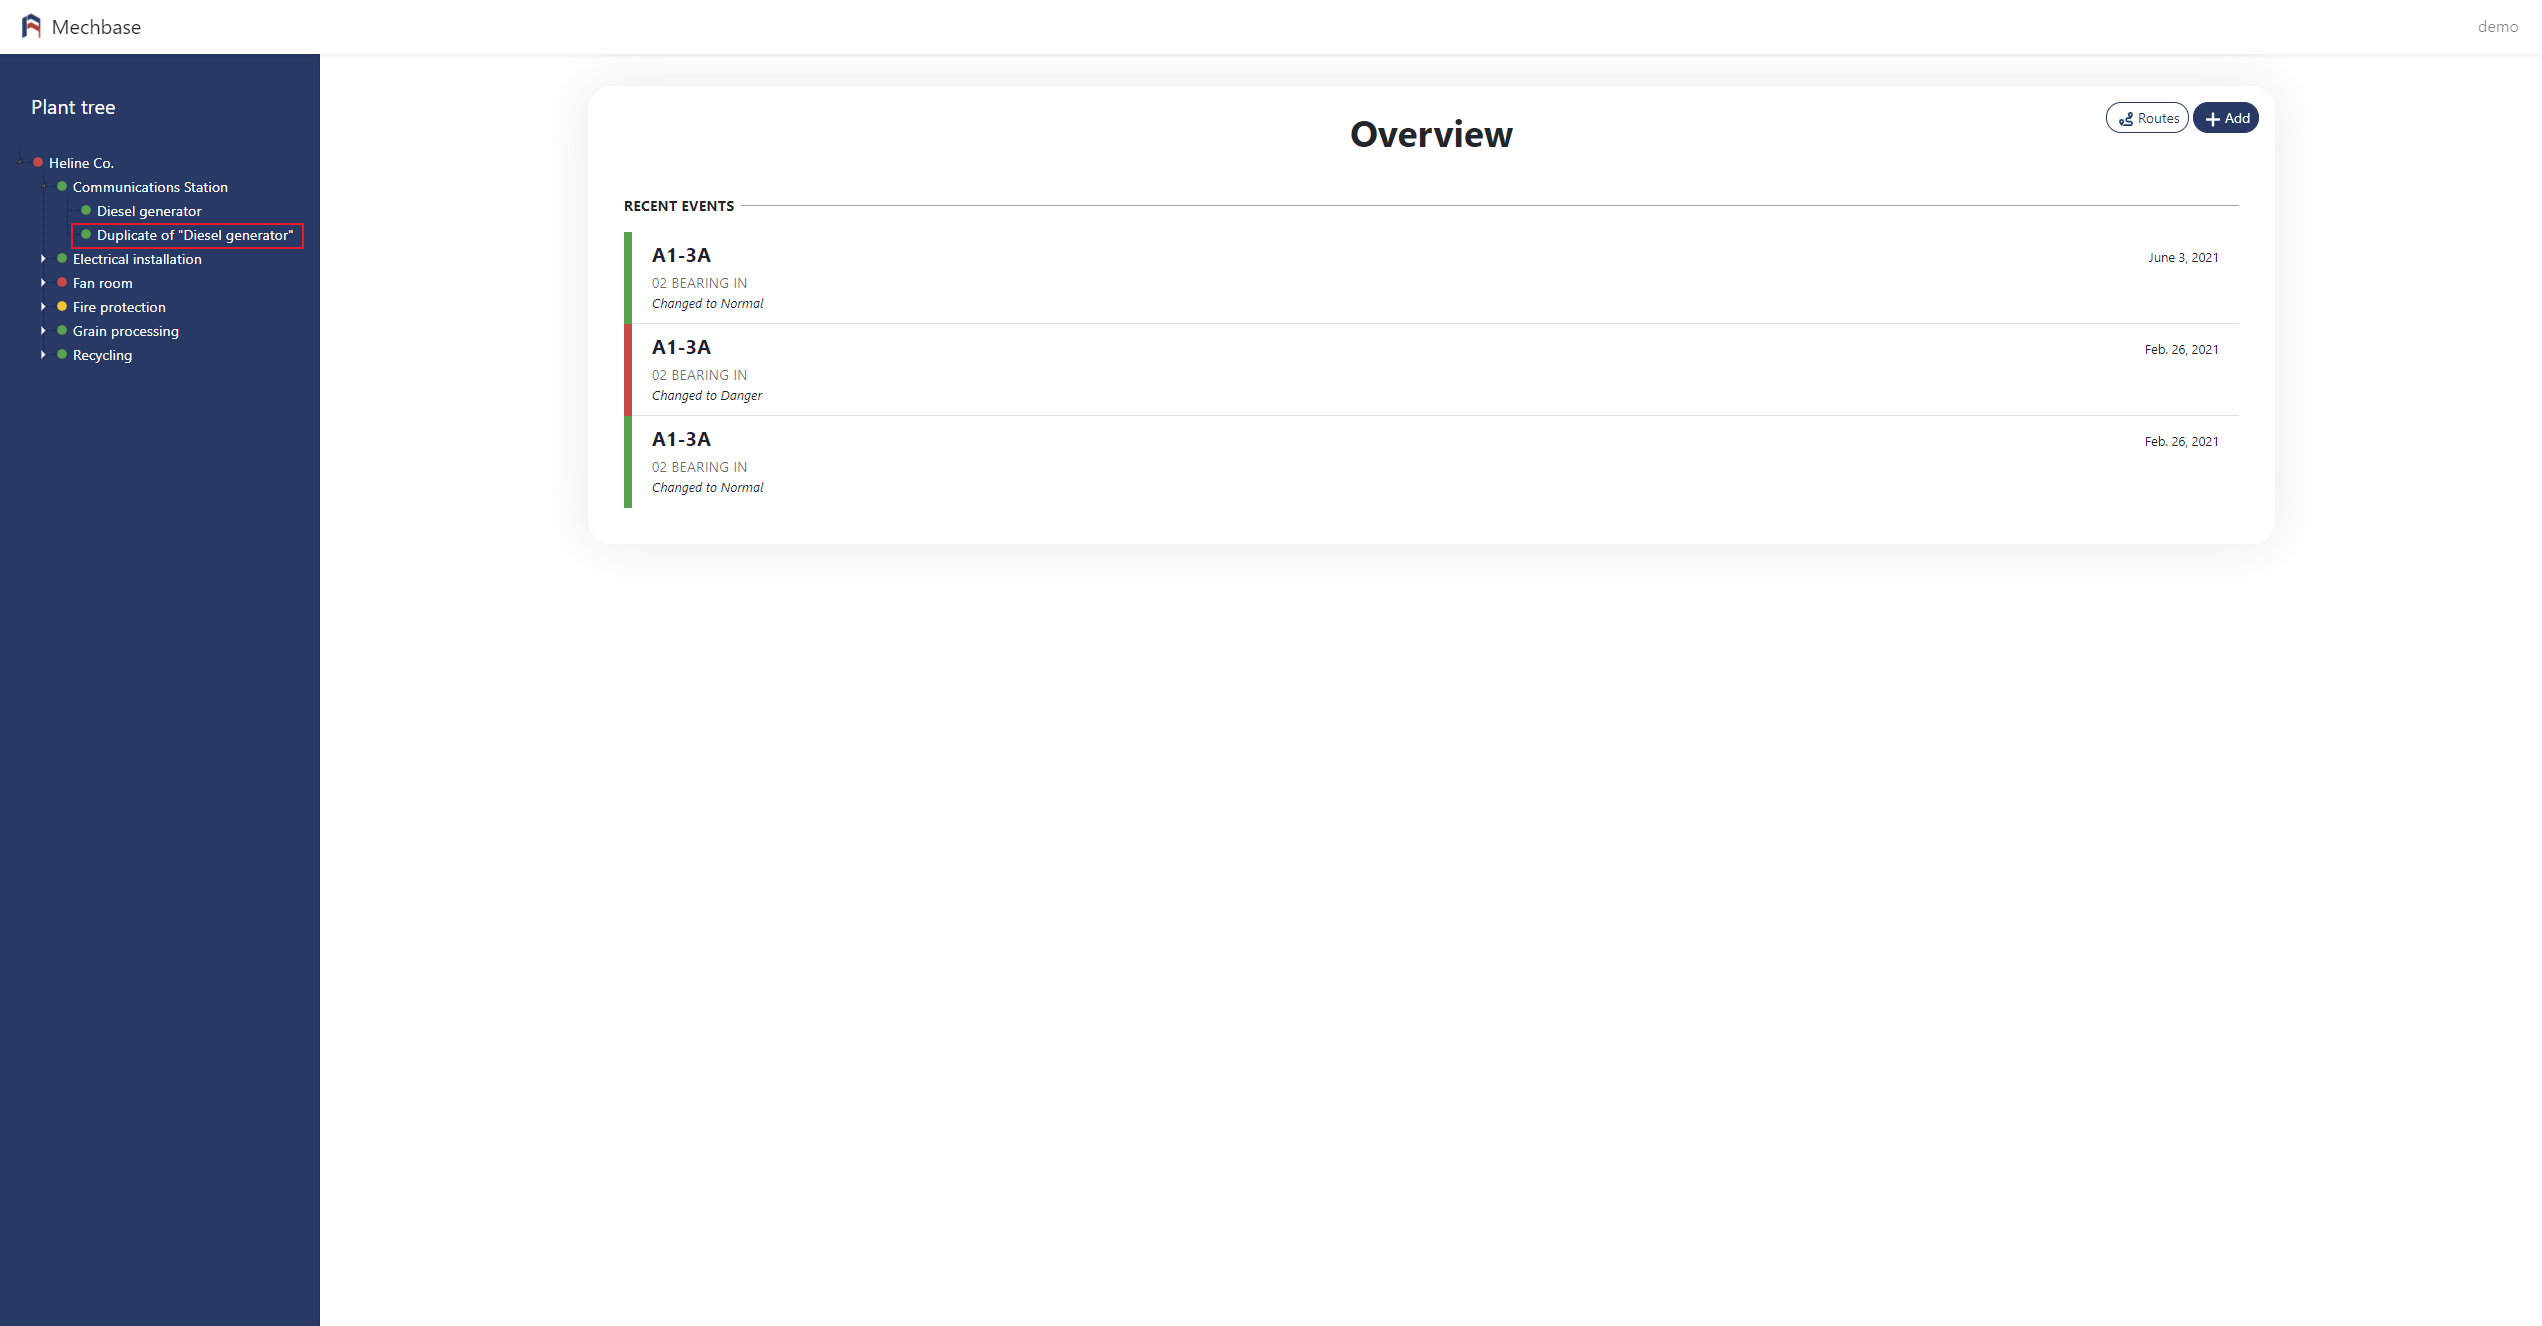 Mechbase
demo
Plant tree
Heline Co.
Communications Station
Diesel generator
Duplicate of "Diesel generator"
Electrical installation
Fan room
Fire protection
Grain processing
Recycling
Overview
Routes
Add
RECENT EVENTS
A1-3A
June 3, 2021
02 BEARING IN
Changed to Normal
A1-3A
Feb. 26, 2021
02 BEARING IN
Changed to Danger
A1-3A
Feb. 26, 2021
02 BEARING IN
Changed to Normal